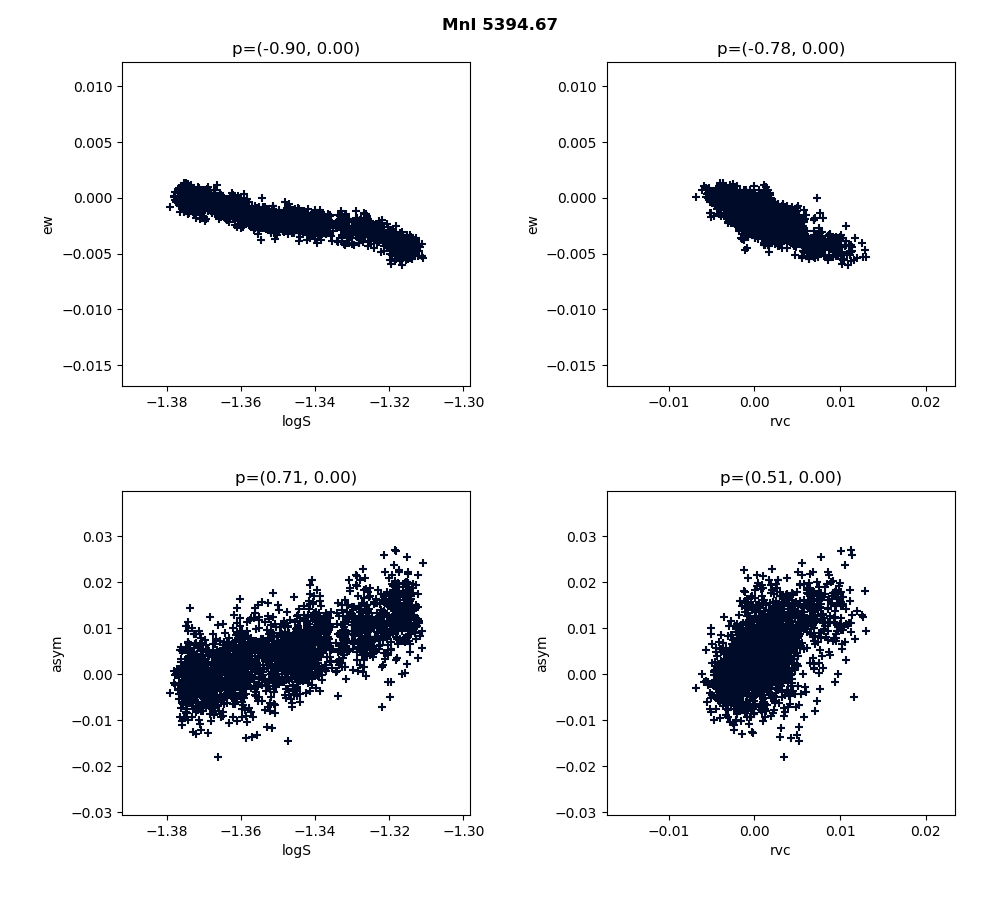 MnI 5394.67
p=(-0.90, 0.00)
p=(-0.78, 0.00)
0.010
0.005
0.000
−0.005
−0.010
−0.015
ew
−1.38 −1.36 −1.34 −1.32 −1.30
logS
0.010
0.005
0.000
−0.005
−0.010
−0.015
ew
−0.01 0.00 0.01 0.02
rvc
p=(0.71, 0.00)
p=(0.51, 0.00)
0.03
0.02
0.01
0.00
−0.01
−0.02
−0.03
asym
−1.38 −1.36 −1.34 −1.32 −1.30
logS
0.03
0.02
0.01
0.00
−0.01
−0.02
−0.03
asym
−0.01 0.00 0.01 0.02
rvc